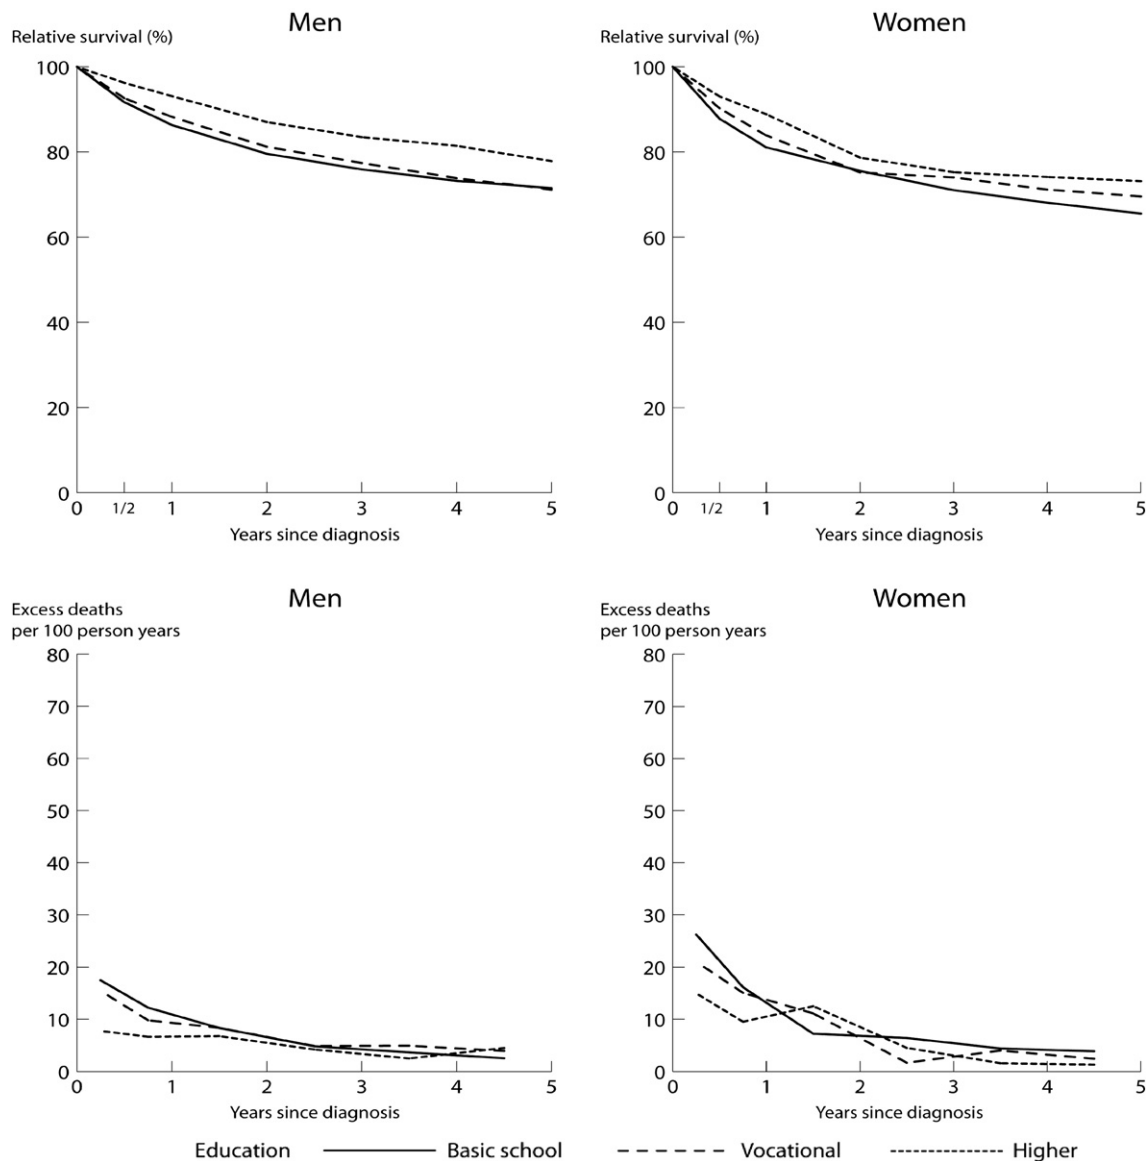 Men
Relative survival (%)
100
80
60
40
20
0
0 1/2 1 2 3 4 5
Years since diagnosis
Women
Relative survival (%)
100
80
60
40
20
0
0 1/2 1 2 3 4 5
Years since diagnosis
Men
Excess deaths
per 100 person years
80
70
60
50
40
30
20
10
0
0 1 2 3 4 5
Years since diagnosis
Women
Excess deaths
per 100 person years
80
70
60
50
40
30
20
10
0
0 1 2 3 4 5
Years since diagnosis
Education Basic school Vocational Higher